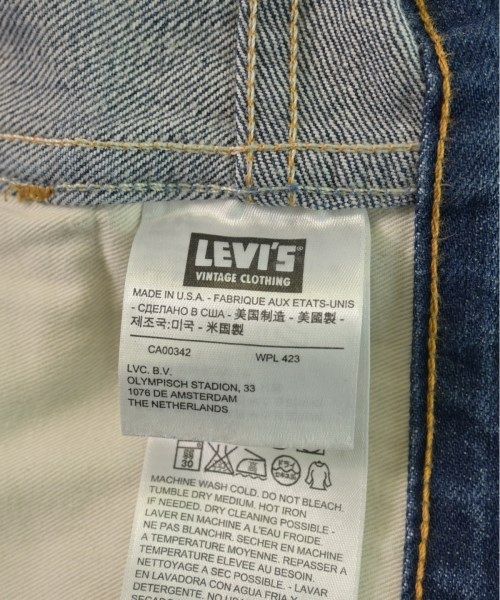 LEVI'S®
VINTAGE CLOTHING
MADE IN U.S.A. - FABRIQUE AUX ETATS-UNIS
- СДЕЛАНО В США - 美国制造 - 美國製 -
제조국:미국 - 米国製
CA00342 WPL 423
LVC. B.V.
OLYMPISCH STADION, 33
1076 DE AMSTERDAM
THE NETHERLANDS
30
MACHINE WASH COLD. DO NOT BLEACH.
TUMBLE DRY MEDIUM. HOT IRON
IF NEEDED. DRY CLEANING POSSIBLE -
LAVER EN MACHINE A L'EAU FROIDE
NE PAS BLANCHIR. SECHER EN MACHINE
A TEMPERATURE MOYENNE. REPASSER A
TEMPERATURE ELEVEE AU BESOIN.
NETTOYAGE A SEC POSSIBLE. -
EN LAVADORA CON AGUA FRIA Y
DETERGENTE. NO